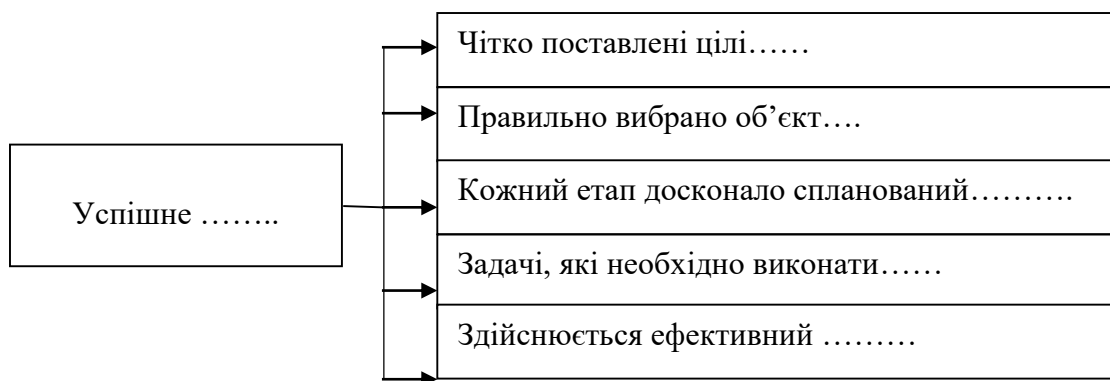 Чітко поставлені цілі……
Правильно вибрано об’єкт….
Кожний етап досконало спланований……….
Успішне ……..
Задачі, які необхідно виконати……
Здійснюється ефективний ………